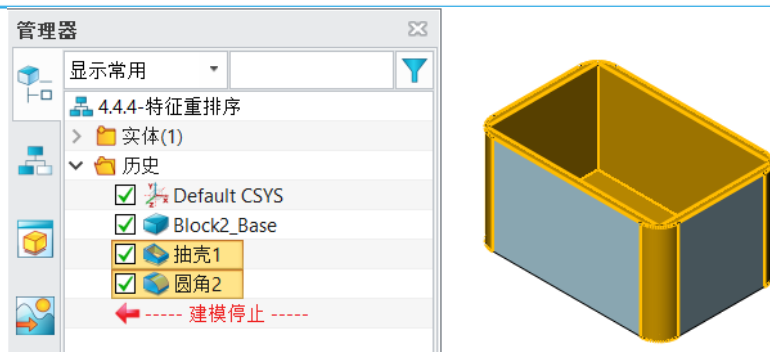 管理器
显示常用
4.4.4-特征重排序
实体(1)
历史
Default CSYS
Block2_Base
抽壳1
圆角2
----- 建模停止 -----